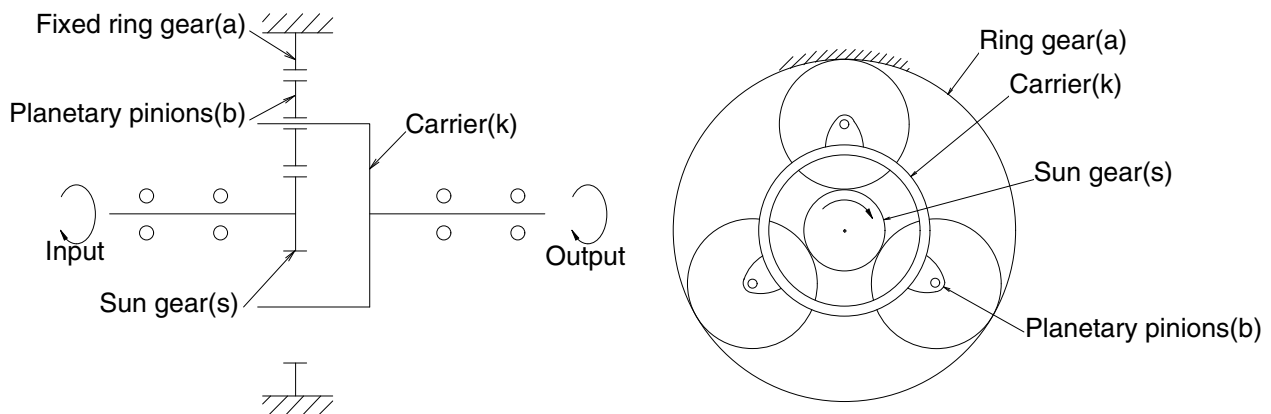 Fixed ring gear(a)
Planetary pinions(b)
Carrier(k)
Input
Output
Sun gear(s)
Ring gear(a)
Carrier(k)
Sun gear(s)
Planetary pinions(b)